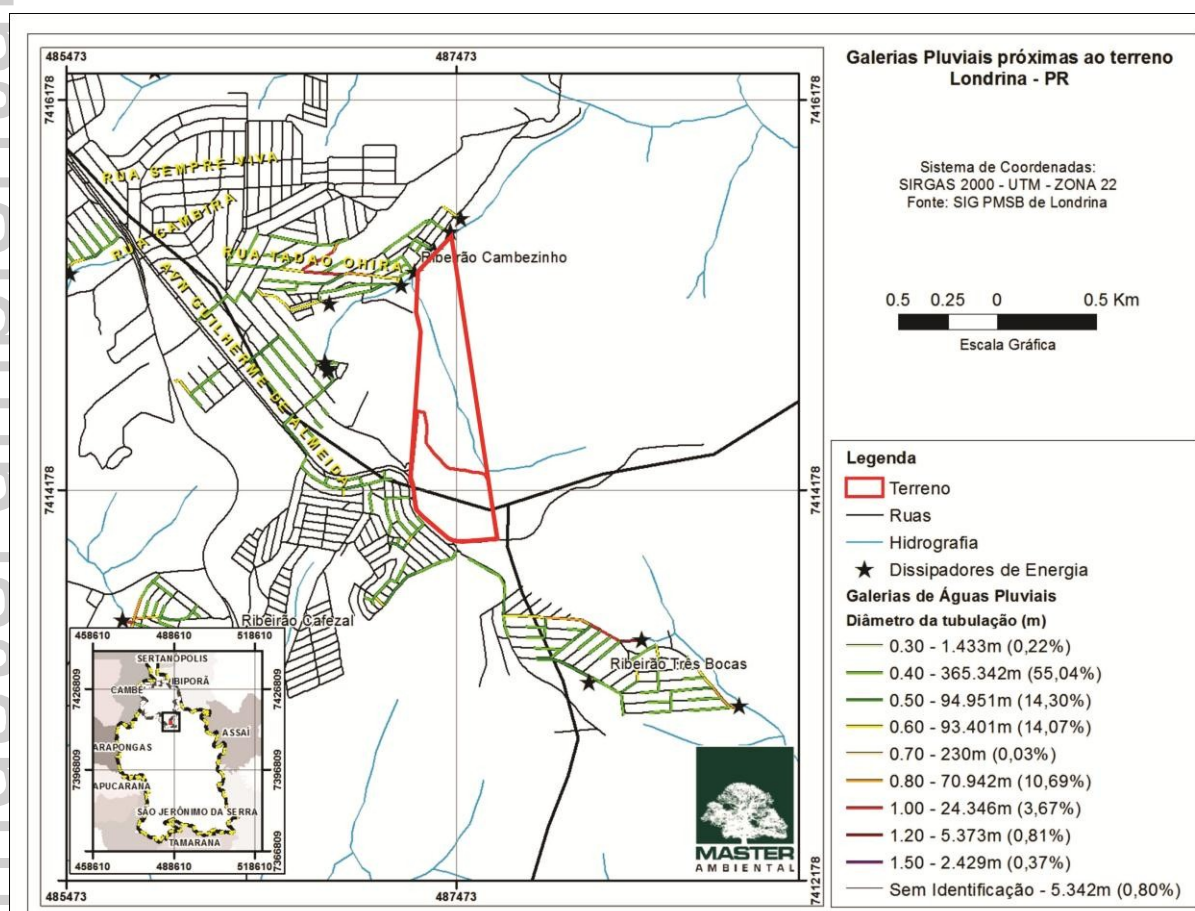 Galerias Pluviais próximas ao terreno
Londrina - PR
Sistema de Coordenadas:
SIRGAS 2000 - UTM - ZONA 22
Fonte: SIG PMSB de Londrina
0.5 0.25 0 0.5 Km
Escala Gráfica
485473 487473
7416178 7416178
RUA SEMPRE VIVA
RUA CAMBIRA
RUA TADAO OHIRA
Ribeirão Cambezinho
AVN GUILHERME DE ALMEIDA
7414178 7414178
Ribeirão Cafezal
Ribeirão Três Bocas
7412178
485473 487473
458610 488610 518610
SERTANÓPOLIS
IBIPORÃ
CAMBÉ
ASSAÍ
ARAPONGAS
APUCARANA
SÃO JERÔNIMO DA SERRA
TAMARANA
7426809 7426809
7396809 7396809
7366809
458610 488610 518610
MASTER
AMBIENTAL
Legenda
Terreno
Ruas
Hidrografia
Dissipadores de Energia
Galerias de Águas Pluviais
Diâmetro da tubulação (m)
0.30 - 1.433m (0,22%)
0.40 - 365.342m (55,04%)
0.50 - 94.951m (14,30%)
0.60 - 93.401m (14,07%)
0.70 - 230m (0,03%)
0.80 - 70.942m (10,69%)
1.00 - 24.346m (3,67%)
1.20 - 5.373m (0,81%)
1.50 - 2.429m (0,37%)
Sem Identificação - 5.342m (0,80%)